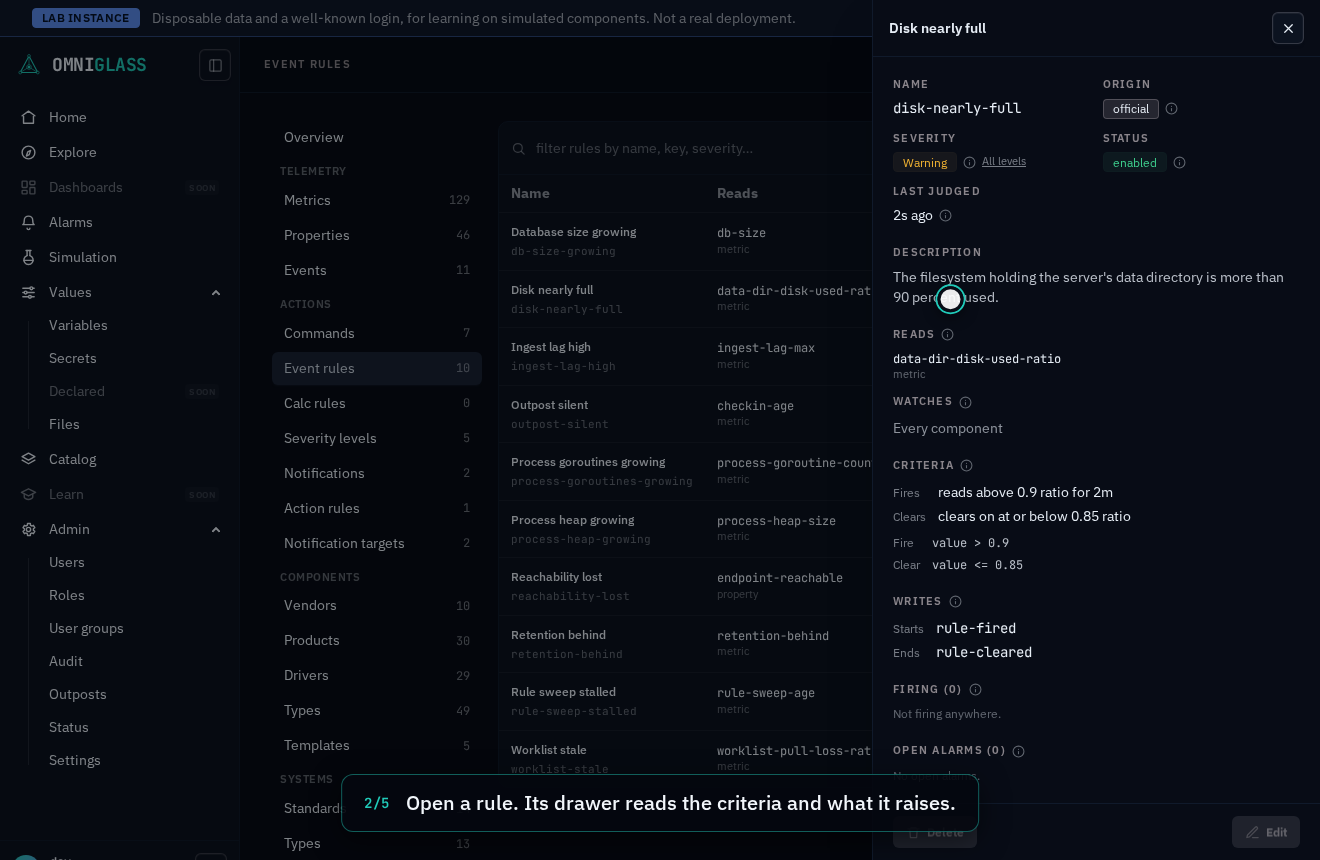 LAB INSTANCE Disposable data and a well-known login, for learning on simulated components. Not a real deployment.
OMNIGLASS
Home
Explore
Dashboards SOON
Alarms
Simulation
Values
Variables
Secrets
Declared SOON
Files
Catalog
Learn SOON
Admin
Users
Roles
User groups
Audit
Outposts
Status
Settings
EVENT RULES
Overview
TELEMETRY
Metrics 129
Properties 46
Events 11
ACTIONS
Commands 7
Event rules 10
Calc rules 0
Severity levels 5
Notifications 2
Action rules 1
Notification targets 2
COMPONENTS
Vendors 10
Products 30
Drivers 29
Types 49
Templates 5
SYSTEMS
Standards
Types 13
filter rules by name, key, severity...
Name Reads
Database size growing db-size
db-size-growing metric
Disk nearly full data-dir-disk-used-rat
disk-nearly-full metric
Ingest lag high ingest-lag-max
ingest-lag-high metric
Outpost silent checkin-age
outpost-silent metric
Process goroutines growing process-goroutine-coun
process-goroutines-growing metric
Process heap growing process-heap-size
process-heap-growing metric
Reachability lost endpoint-reachable
reachability-lost property
Retention behind retention-behind
retention-behind metric
Rule sweep stalled rule-sweep-age
rule-sweep-stalled metric
Worklist stale worklist-pull-loss-rat
worklist-stale metric
Disk nearly full
NAME ORIGIN
disk-nearly-full official
SEVERITY STATUS
Warning All levels enabled
LAST JUDGED
2s ago
DESCRIPTION
The filesystem holding the server's data directory is more than
90 used.
READS
data-dir-disk-used-ratio
metric
WATCHES
Every component
CRITERIA
Fires reads above 0.9 ratio for 2m
Clears clears on at or below 0.85 ratio
Fire value > 0.9
Clear value <= 0.85
WRITES
Starts rule-fired
Ends rule-cleared
FIRING (0)
Not firing anywhere.
OPEN ALARMS (0)
Delete Edit
2/5 Open a rule. Its drawer reads the criteria and what it raises.